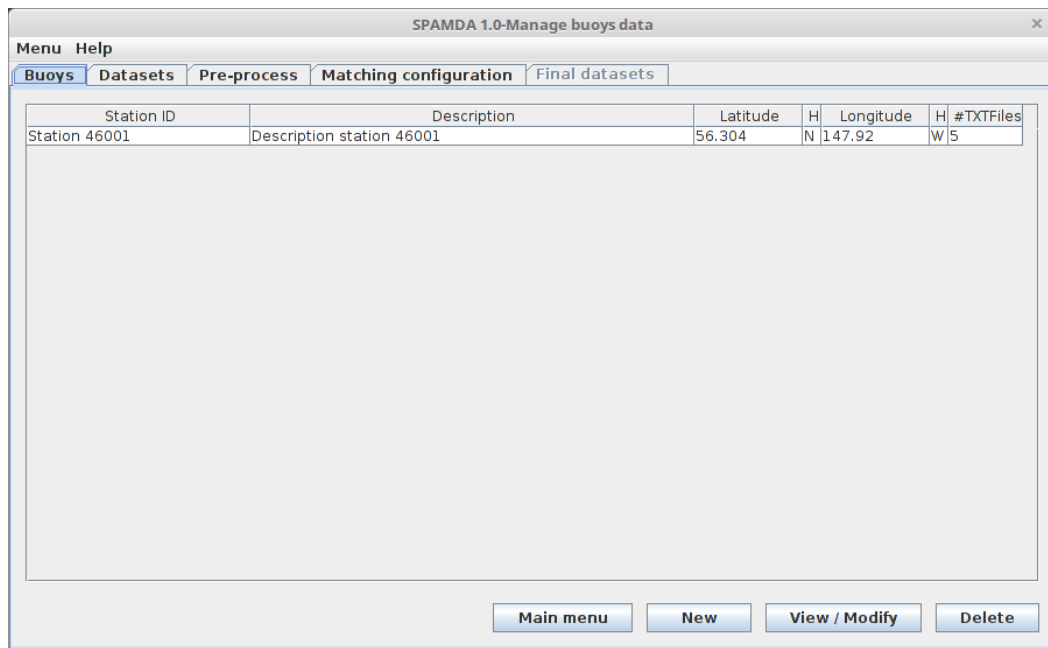 SPAMDA 1.0-Manage buoys data ×
Menu Help
Buoys Datasets Pre-process Matching configuration Final datasets
Station ID Description Latitude H Longitude H #TXTFiles
Station 46001 Description station 46001 56.304 N 147.92 W 5
Main menu New View / Modify Delete